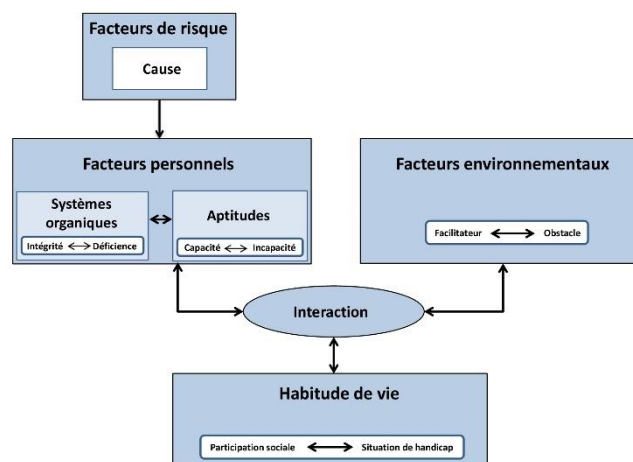 Facteurs de risque
Cause
Facteurs personnels
Systèmes
organiques
Intégrité Déficience
Aptitudes
Capacité Incapacité
Facteurs environnementaux
Facilitateur Obstacle
Interaction
Habitude de vie
Participation sociale Situation de handicap